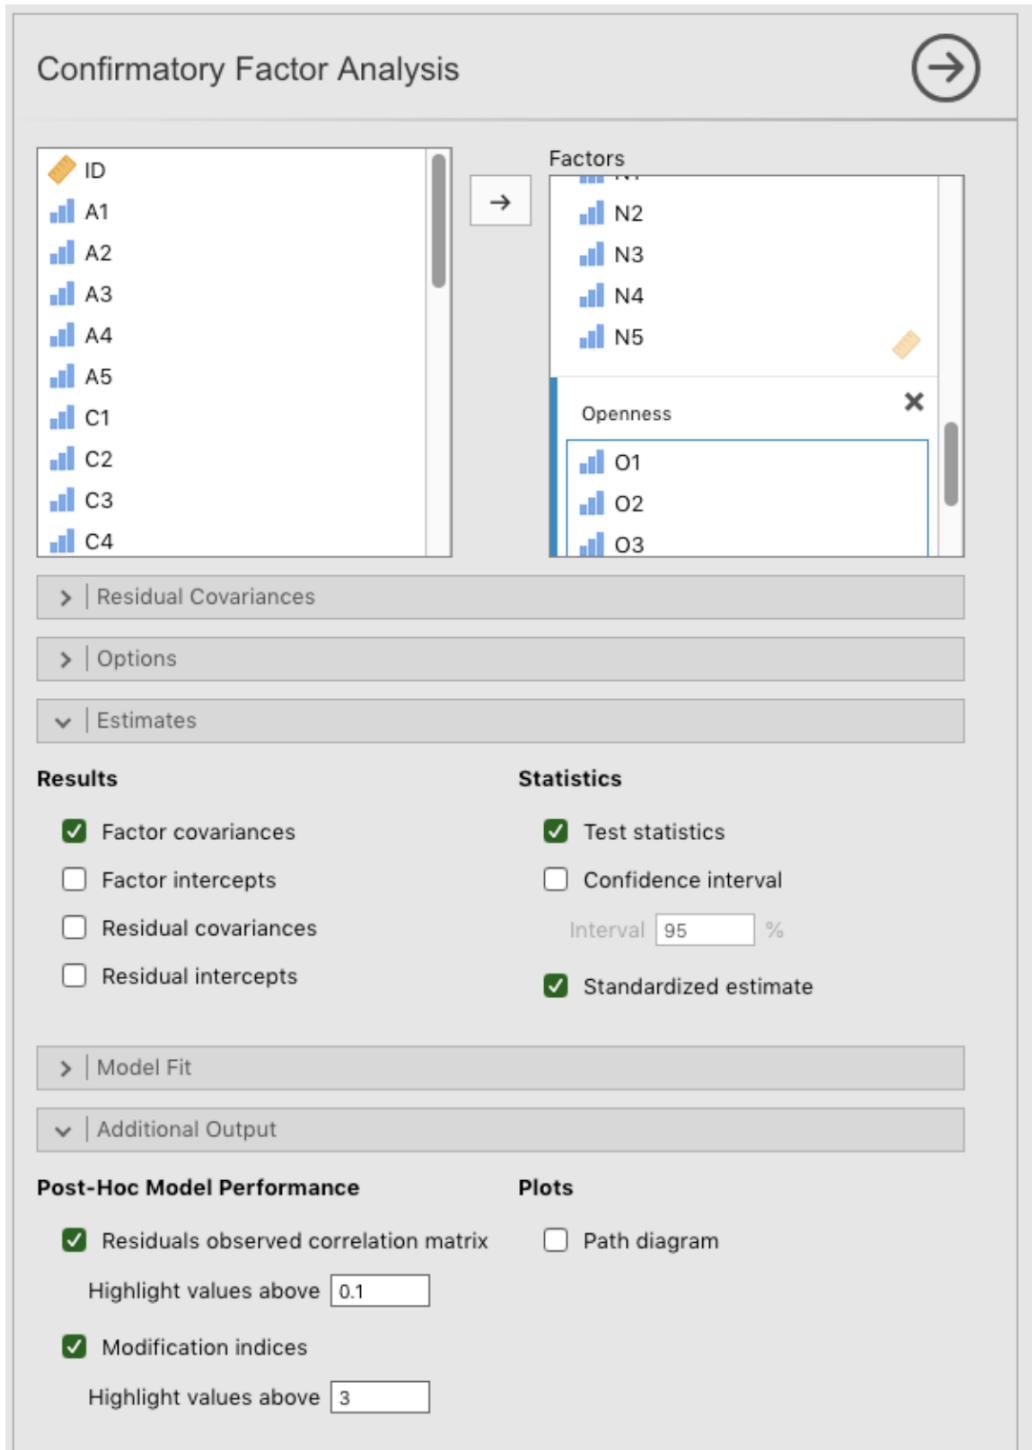 Confirmatory Factor Analysis
ID
A1
A2
A3
A4
A5
C1
C2
C3
C4
Factors
N1
N2
N3
N4
N5
Openness
O1
O2
O3
Residual Covariances
Options
Estimates
Results
Factor covariances
Factor intercepts
Residual covariances
Residual intercepts
Statistics
Test statistics
Confidence interval
Interval 95 %
Standardized estimate
Model Fit
Additional Output
Post-Hoc Model Performance
Residuals observed correlation matrix
Highlight values above 0.1
Modification indices
Highlight values above 3
Plots
Path diagram